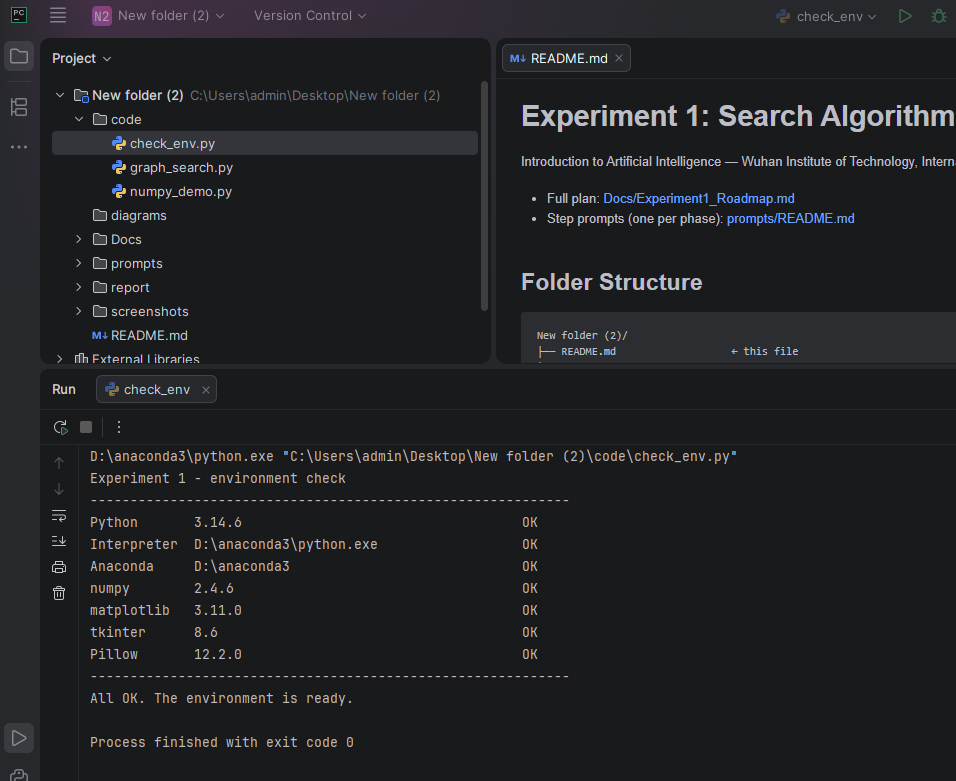 PC
N2 New folder (2) Version Control check_env
Project
New folder (2) C:\Users\admin\Desktop\New folder (2)
code
check_env.py
graph_search.py
numpy_demo.py
diagrams
Docs
prompts
report
screenshots
M↓ README.md
External Libraries
M↓ README.md ×
Experiment 1: Search Algorithm
Introduction to Artificial Intelligence — Wuhan Institute of Technology, Interna
• Full plan: Docs/Experiment1_Roadmap.md
• Step prompts (one per phase): prompts/README.md
Folder Structure
New folder (2)/
├── README.md ← this file
Run check_env ×
D:\anaconda3\python.exe "C:\Users\admin\Desktop\New folder (2)\code\check_env.py"
Experiment 1 - environment check
------------------------------------------------------------
Python 3.14.6 OK
Interpreter D:\anaconda3\python.exe OK
Anaconda D:\anaconda3 OK
numpy 2.4.6 OK
matplotlib 3.11.0 OK
tkinter 8.6 OK
Pillow 12.2.0 OK
------------------------------------------------------------
All OK. The environment is ready.
Process finished with exit code 0